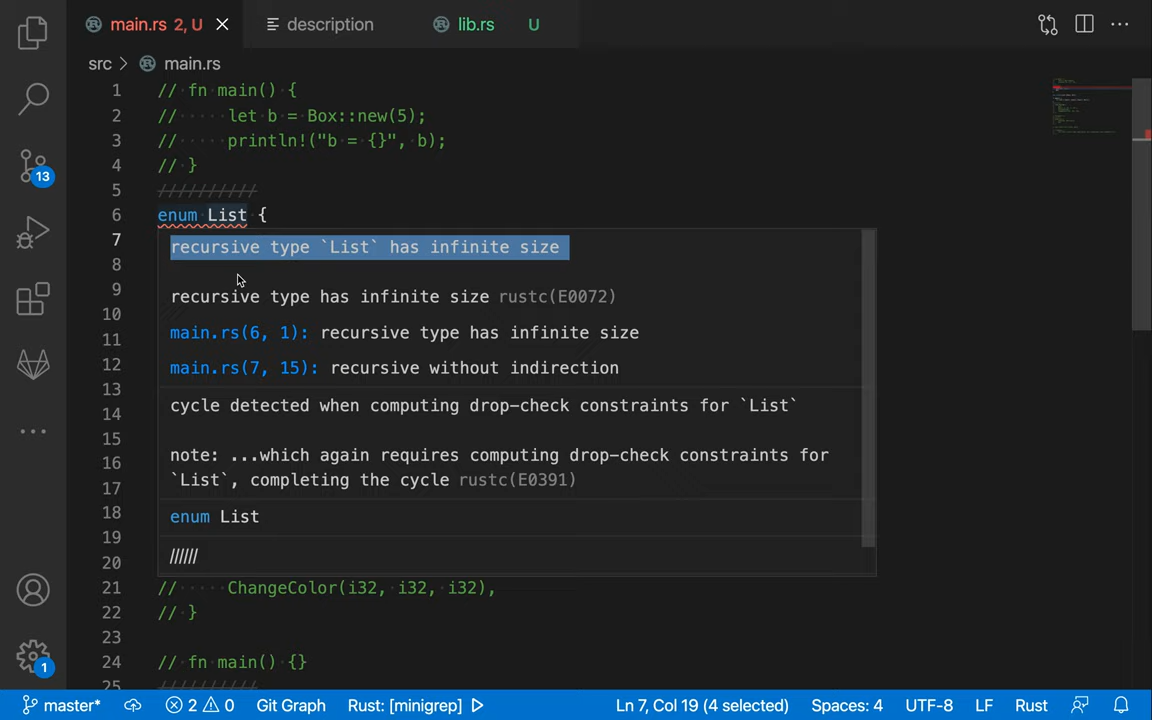 main.rs 2, U
description
lib.rs U
src > main.rs
1 // fn main() {
2 // let b = Box::new(5);
3 // println!("b = {}", b);
4 // }
5 //////////
6 enum List {
7 recursive type `List` has infinite size
8
9 recursive type has infinite size rustc(E0072)
10
11 main.rs(6, 1): recursive type has infinite size
12 main.rs(7, 15): recursive without indirection
13
14 cycle detected when computing drop-check constraints for `List`
15
16 note: ...which again requires computing drop-check constraints for
17 `List`, completing the cycle rustc(E0391)
18 enum List
19
20 //////
21 // ChangeColor(i32, i32, i32),
22 // }
23
24 // fn main() {}
25 //////////
13
1
master* 2 0 Git Graph Rust: [minigrep] Ln 7, Col 19 (4 selected) Spaces: 4 UTF-8 LF Rust